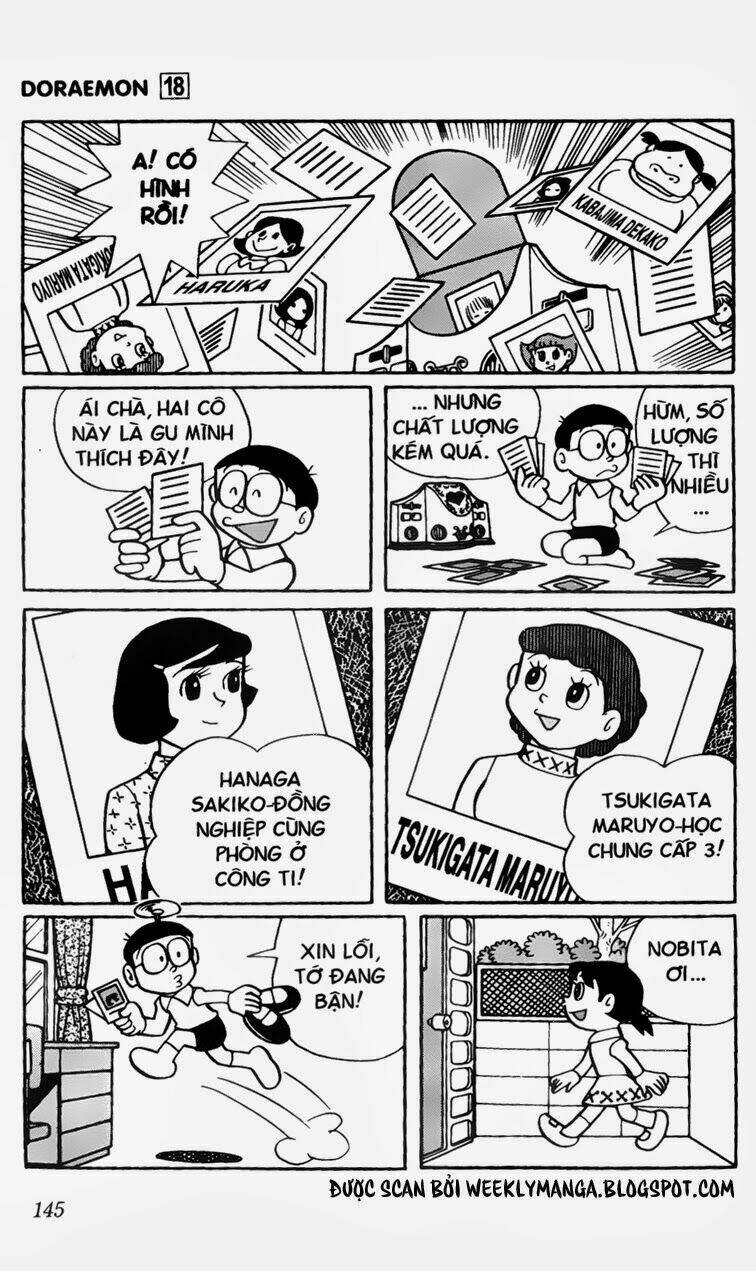 DORAEMON 18
A! CÓ
HÌNH
RỒI!
KABAJIMA DEKAKO
HARUKA
UKIGATA MARUYO
ÁI CHÀ, HAI CÔ
NÀY LÀ GU MÌNH
THÍCH ĐÂY!
HỪM, SỐ
LƯỢNG
THÌ
NHIỀU
...
... NHƯNG
CHẤT LƯỢNG
KÉM QUÁ.
HANAGA
SAKIKO-ĐỒNG
NGHIỆP CÙNG
PHÒNG Ở
CÔNG TI!
HA
TSUKIGATA
MARUYO-HỌC
CHUNG CẤP 3!
TSUKIGATA MARUYO
XIN LỖI,
TỚ ĐANG
BẬN!
NOBITA
ƠI...
ĐƯỢC SCAN BỞI WEEKLYMANGA.BLOGSPOT.COM
145